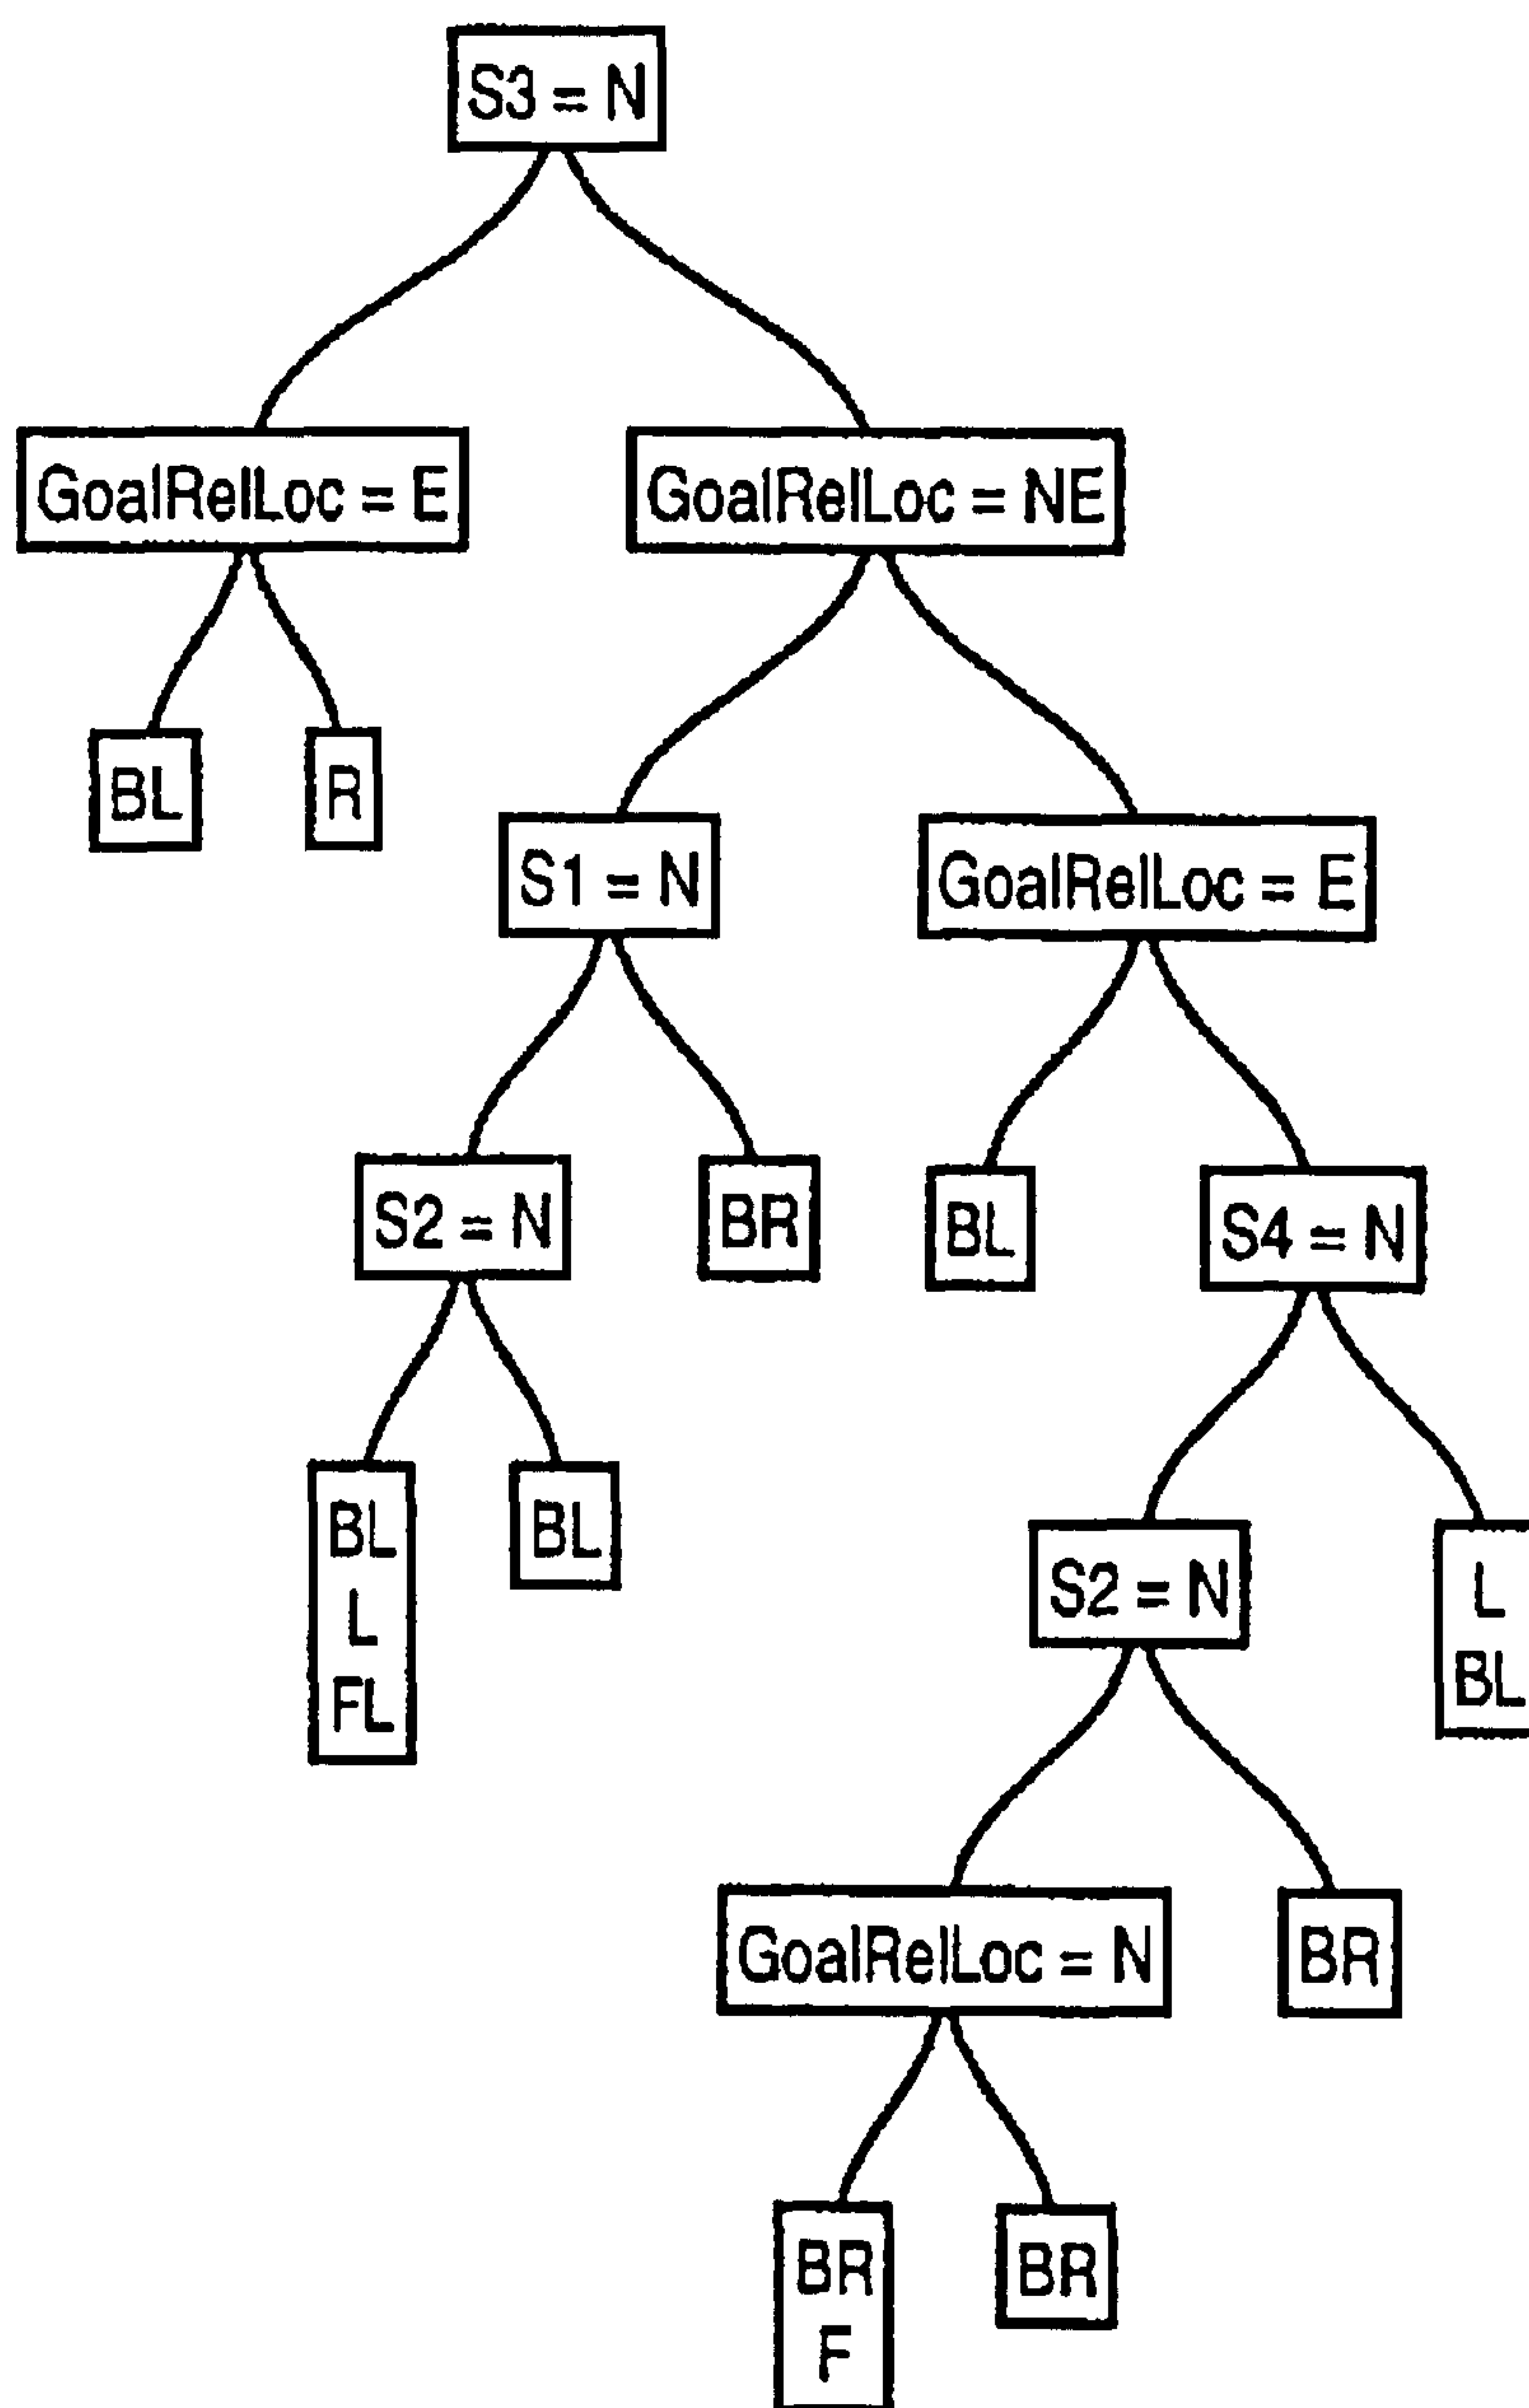 S3 = N
GoalRelLoc = E
GoalRelLoc = NE
BL
R
S1 = N
GoalRelLoc = E
S2 = N
BR
BL
S4 = N
BL
L
FL
BL
S2 = N
L
BL
GoalRelLoc = N
BR
BR
F
BR